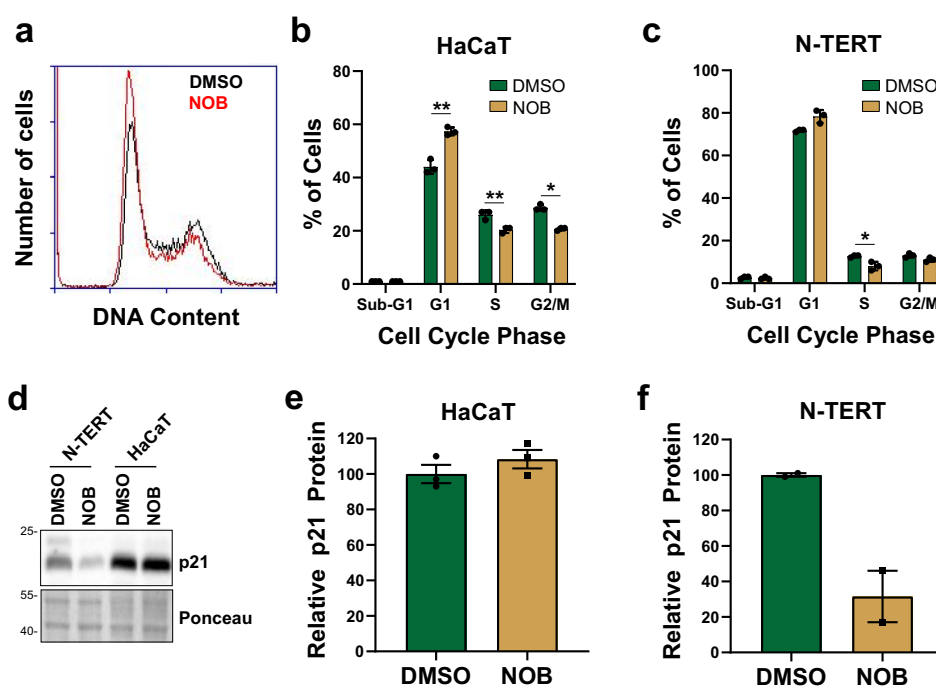 a
DMSO
NOB
Number of cells
DNA Content
b
HaCaT
DMSO
NOB
% of Cells
80
60
40
20
0
** ** *
Sub-G1 G1 S G2/M
Cell Cycle Phase
c
N-TERT
DMSO
NOB
% of Cells
100
80
60
40
20
0
*
Sub-G1 G1 S G2/M
Cell Cycle Phase
d
N-TERT HaCaT
DMSO NOB DMSO NOB
25-
p21
55-
40-
Ponceau
e
HaCaT
Relative p21 Protein
120
100
80
60
40
20
0
DMSO NOB
f
N-TERT
Relative p21 Protein
120
100
80
60
40
20
0
DMSO NOB